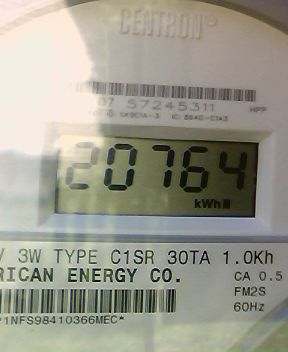 CENTRON®
07 57245311 HPP
20764
kWh
V 3W TYPE C1SR 30TA 1.0Kh
RICAN ENERGY CO. CA 0.5
FM2S
60Hz
*1NFS98410366MEC*